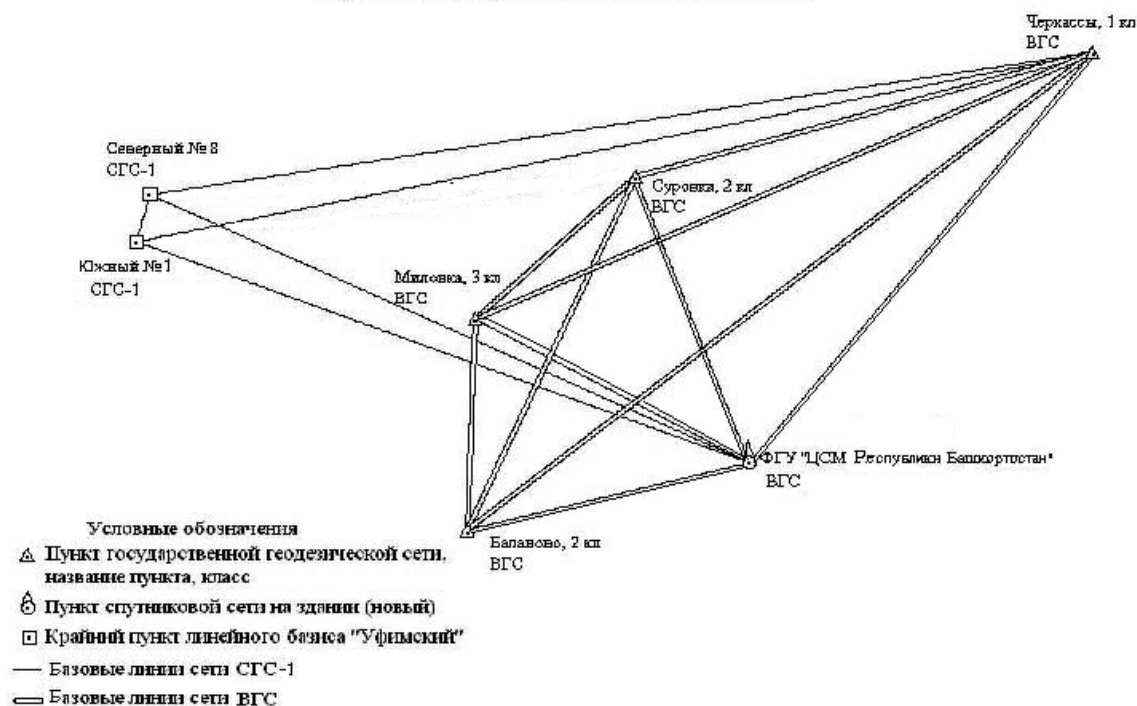 Черкассы, 1 кл
ВГС
Северный № 8
СГС-1
Суровка, 2 кл
ВГС
Южный №1
СГС-1
Миловка, 3 кл
ВГС
ФГУ "ЦСМ Республики Башкортостан"
ВГС
Баланово, 2 кл
ВГС
Условные обозначения
Пункт государственной геодезической сети,
название пункта, класс
Пункт спутниковой сети на здании (новый)
Крайний пункт линейного базиса "Уфимский"
Базовые линии сети СГС-1
Базовые линии сети ВГС